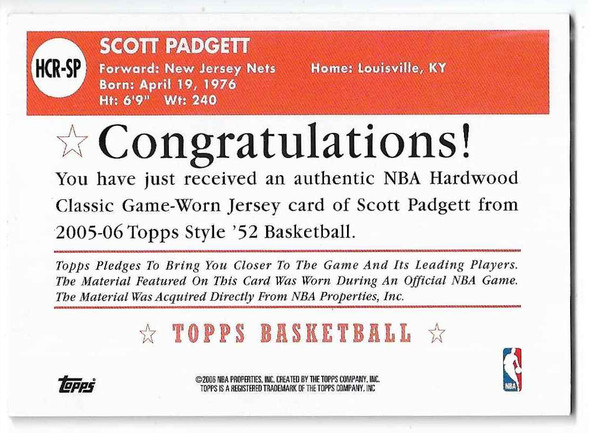 HCR-SP
SCOTT PADGETT
Forward: New Jersey Nets Home: Louisville, KY
Born: April 19, 1976
Ht: 6'9" Wt: 240
Congratulations!
You have just received an authentic NBA Hardwood
Classic Game-Worn Jersey card of Scott Padgett from
2005-06 Topps Style '52 Basketball.
Topps Pledges To Bring You Closer To The Game And Its Leading Players.
The Material Featured On This Card Was Worn During An Official NBA Game.
The Material Was Acquired Directly From NBA Properties, Inc.
TOPPS BASKETBALL
topps
©2006 NBA PROPERTIES, INC. CREATED BY THE TOPPS COMPANY, INC.
TOPPS IS A REGISTERED TRADEMARK OF THE TOPPS COMPANY, INC
NBA